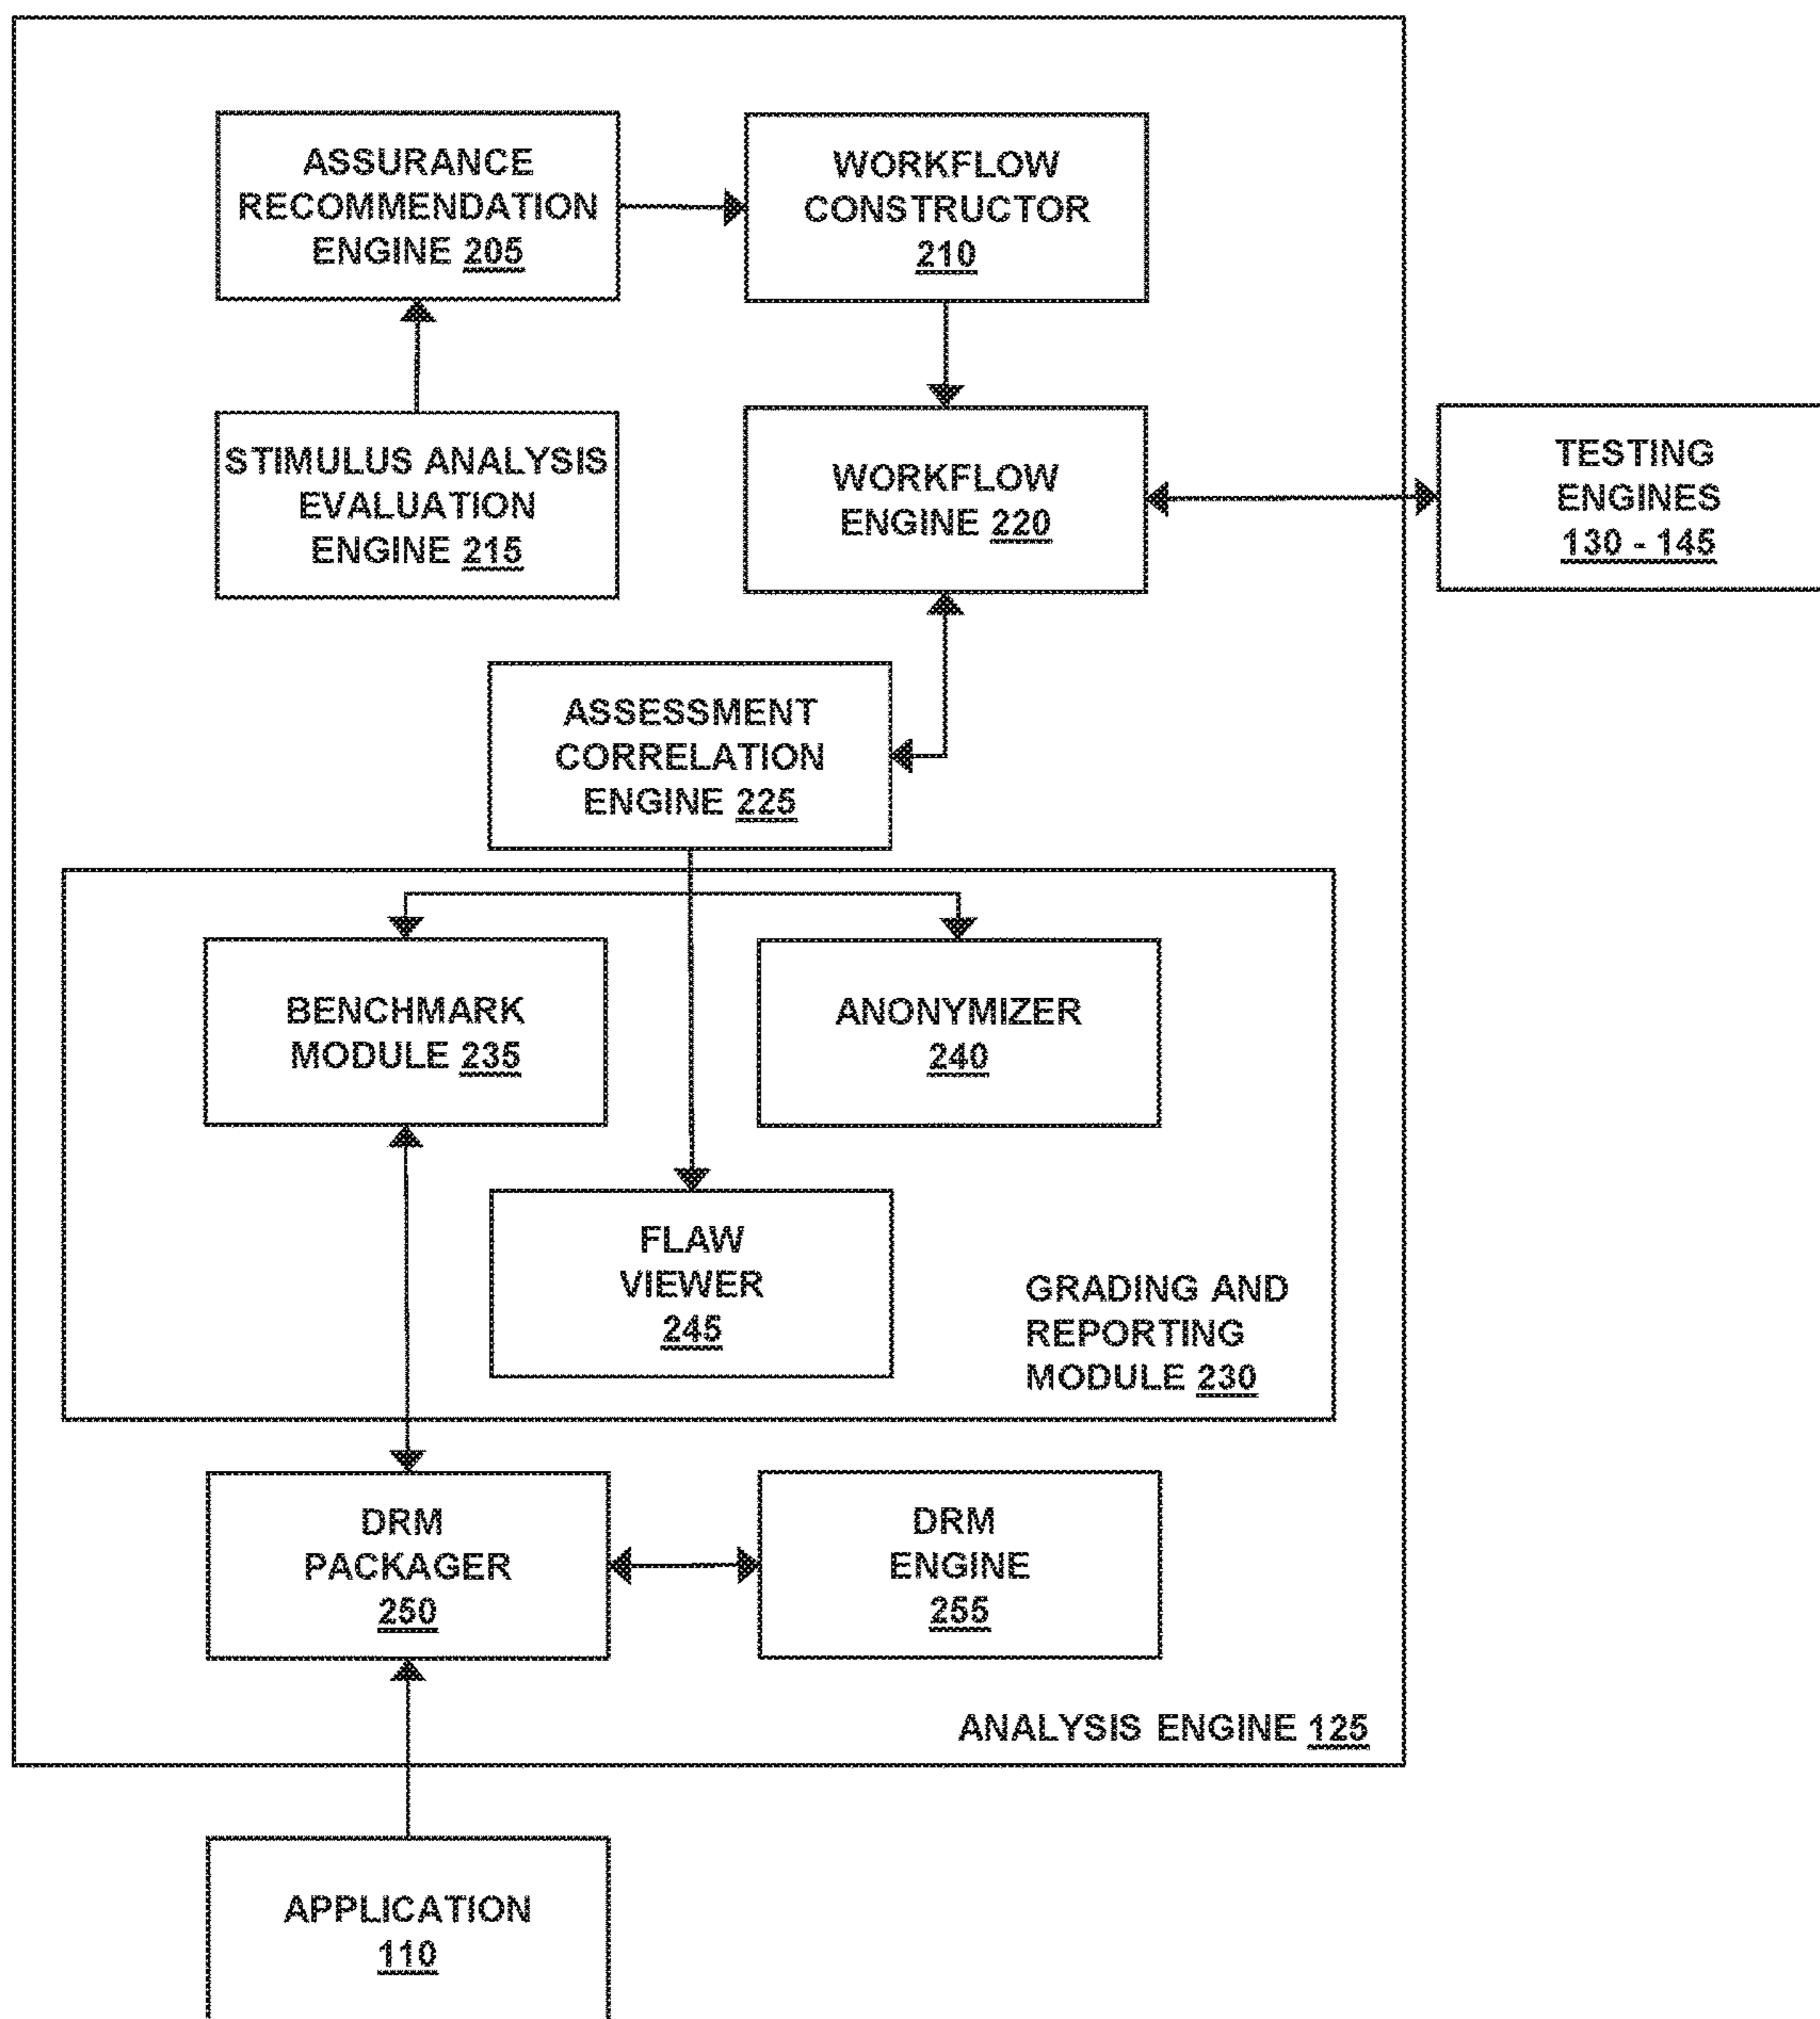 ASSURANCE
RECOMMENDATION
ENGINE 205
WORKFLOW
CONSTRUCTOR
210
STIMULUS ANALYSIS
EVALUATION
ENGINE 215
WORKFLOW
ENGINE 220
TESTING
ENGINES
130 - 145
ASSESSMENT
CORRELATION
ENGINE 225
BENCHMARK
MODULE 235
ANONYMIZER
240
FLAW
VIEWER
245
GRADING AND
REPORTING
MODULE 230
DRM
PACKAGER
250
DRM
ENGINE
255
ANALYSIS ENGINE 125
APPLICATION
110